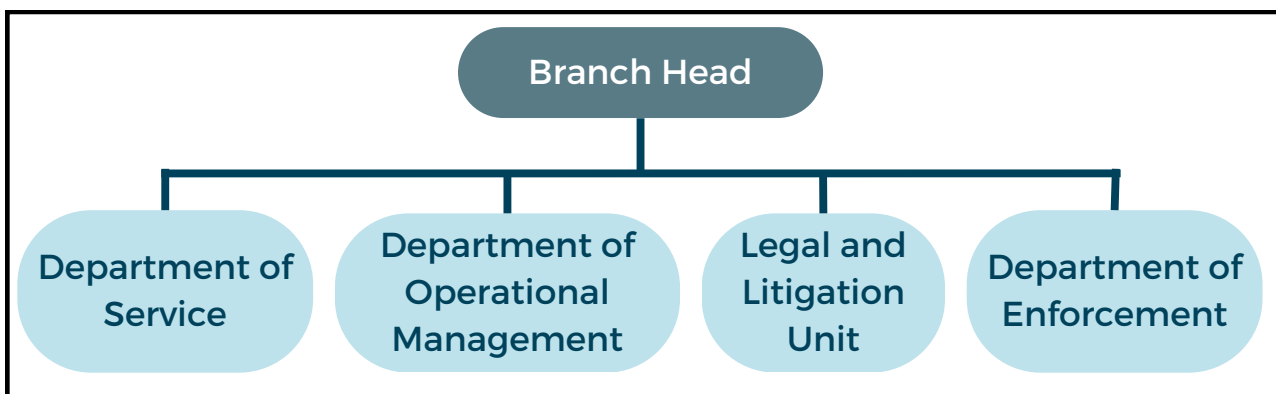 Branch Head
Department of
Service
Department of
Operational
Management
Legal and
Litigation
Unit
Department of
Enforcement